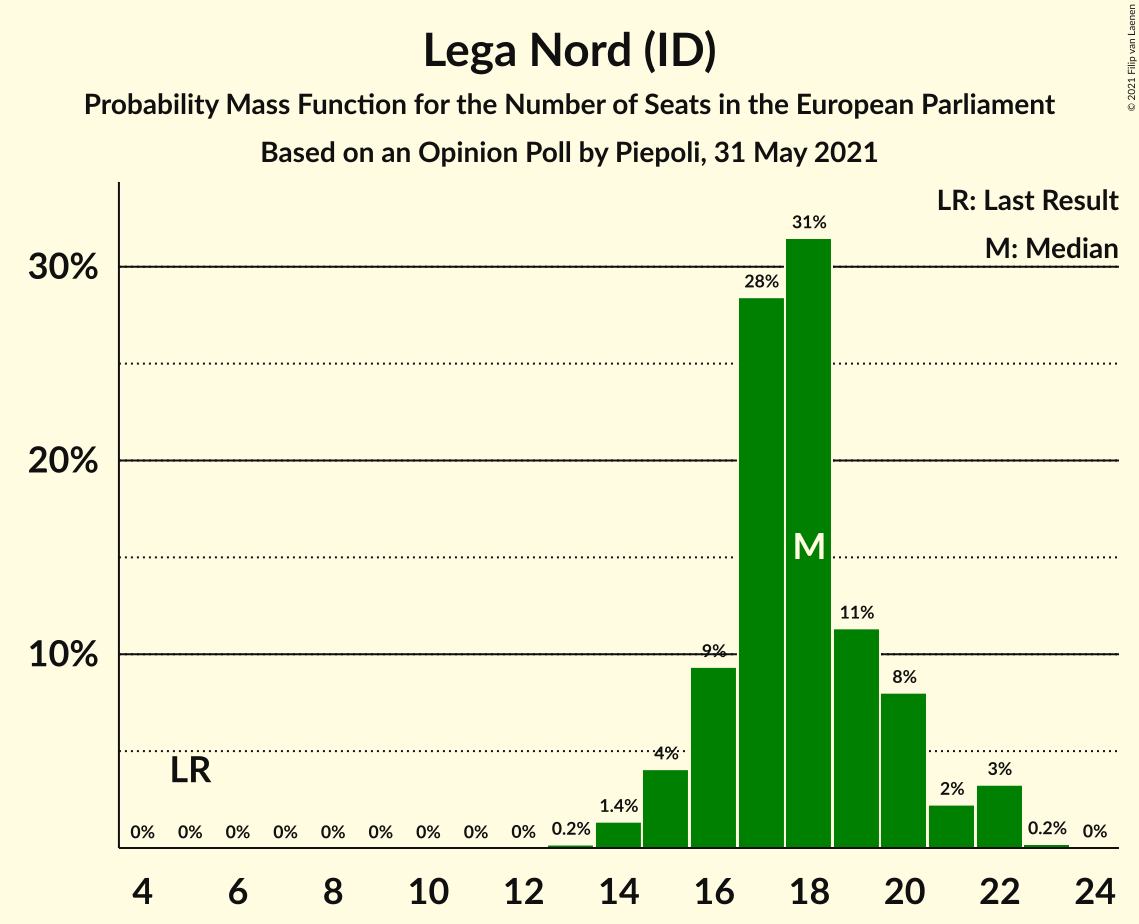 Lega Nord (ID)
Probability Mass Function for the Number of Seats in the European Parliament
Based on an Opinion Poll by Piepoli, 31 May 2021
© 2021 Filip van Laenen
LR: Last Result
M: Median
31%
30%
28%
20%
M
11%
10%
9%
8%
4%
LR
3%
2%
1.4%
0% 0% 0% 0% 0% 0% 0% 0% 0% 0.2% 0.2% 0%
4 6 8 10 12 14 16 18 20 22 24